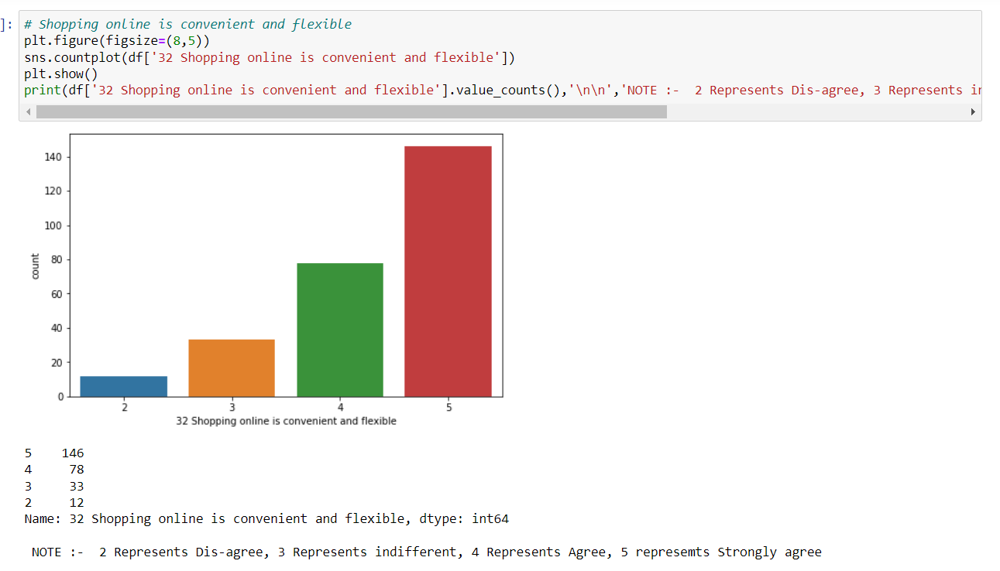 ]: # Shopping online is convenient and flexible
plt.figure(figsize=(8,5))
sns.countplot(df['32 Shopping online is convenient and flexible'])
plt.show()
print(df['32 Shopping online is convenient and flexible'].value_counts(),'\n\n','NOTE :-  2 Represents Dis-agree, 3 Represents
140
120
100
80
60
40
20
0
count
2 3 4 5
32 Shopping online is convenient and flexible
5 146
4 78
3 33
2 12
Name: 32 Shopping online is convenient and flexible, dtype: int64
NOTE :-  2 Represents Dis-agree, 3 Represents indifferent, 4 Represents Agree, 5 represemts Strongly agree